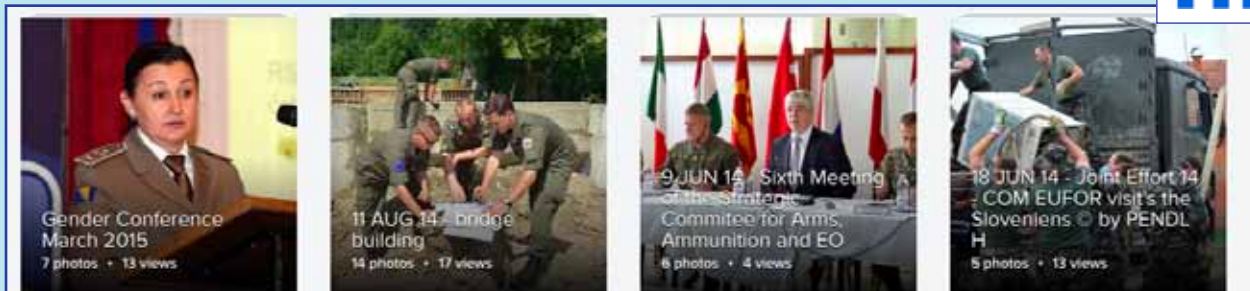 Gender Conference
March 2015
7 photos • 13 views
11 AUG 14 - bridge
building
14 photos • 17 views
9 JUN 14 - Sixth Meeting
of the Strategic
Commitee for Arms,
Ammunition and EO
6 photos • 4 views
18 JUN 14 - Joint Effort 14
- COM EUFOR visit's the
Sloveniens © by PENDL
H
5 photos • 13 views